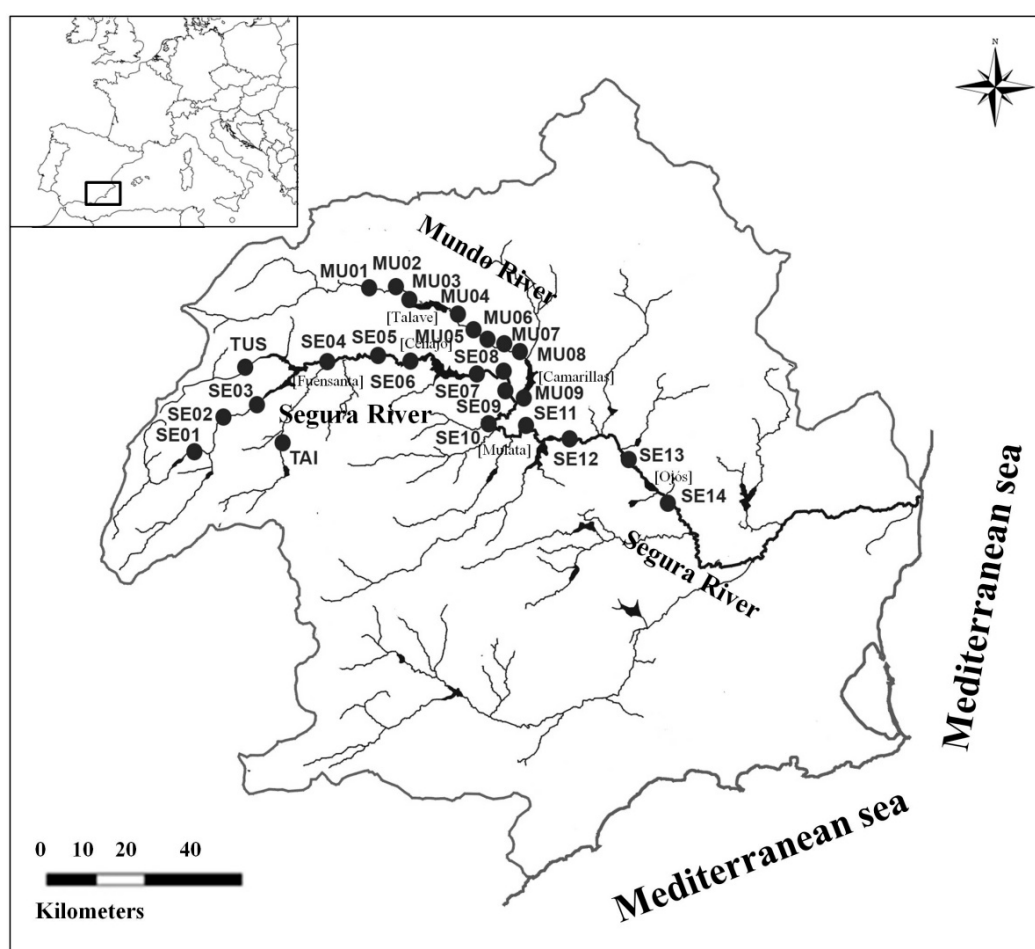 N
Mundo River
MU01
MU02
MU03
MU04
[Talave]
MU05
MU06
MU07
MU08
TUS
SE04
SE05
[Cenajo]
SE06
SE08
[Camarillas]
[Fuensanta]
SE03
SE07
MU09
SE02
Segura River
SE09
SE11
SE01
SE10
TAI
[Mulata]
SE12
SE13
[Ojós]
SE14
Segura River
Mediterranean sea
Mediterranean sea
0 10 20 40
Kilometers